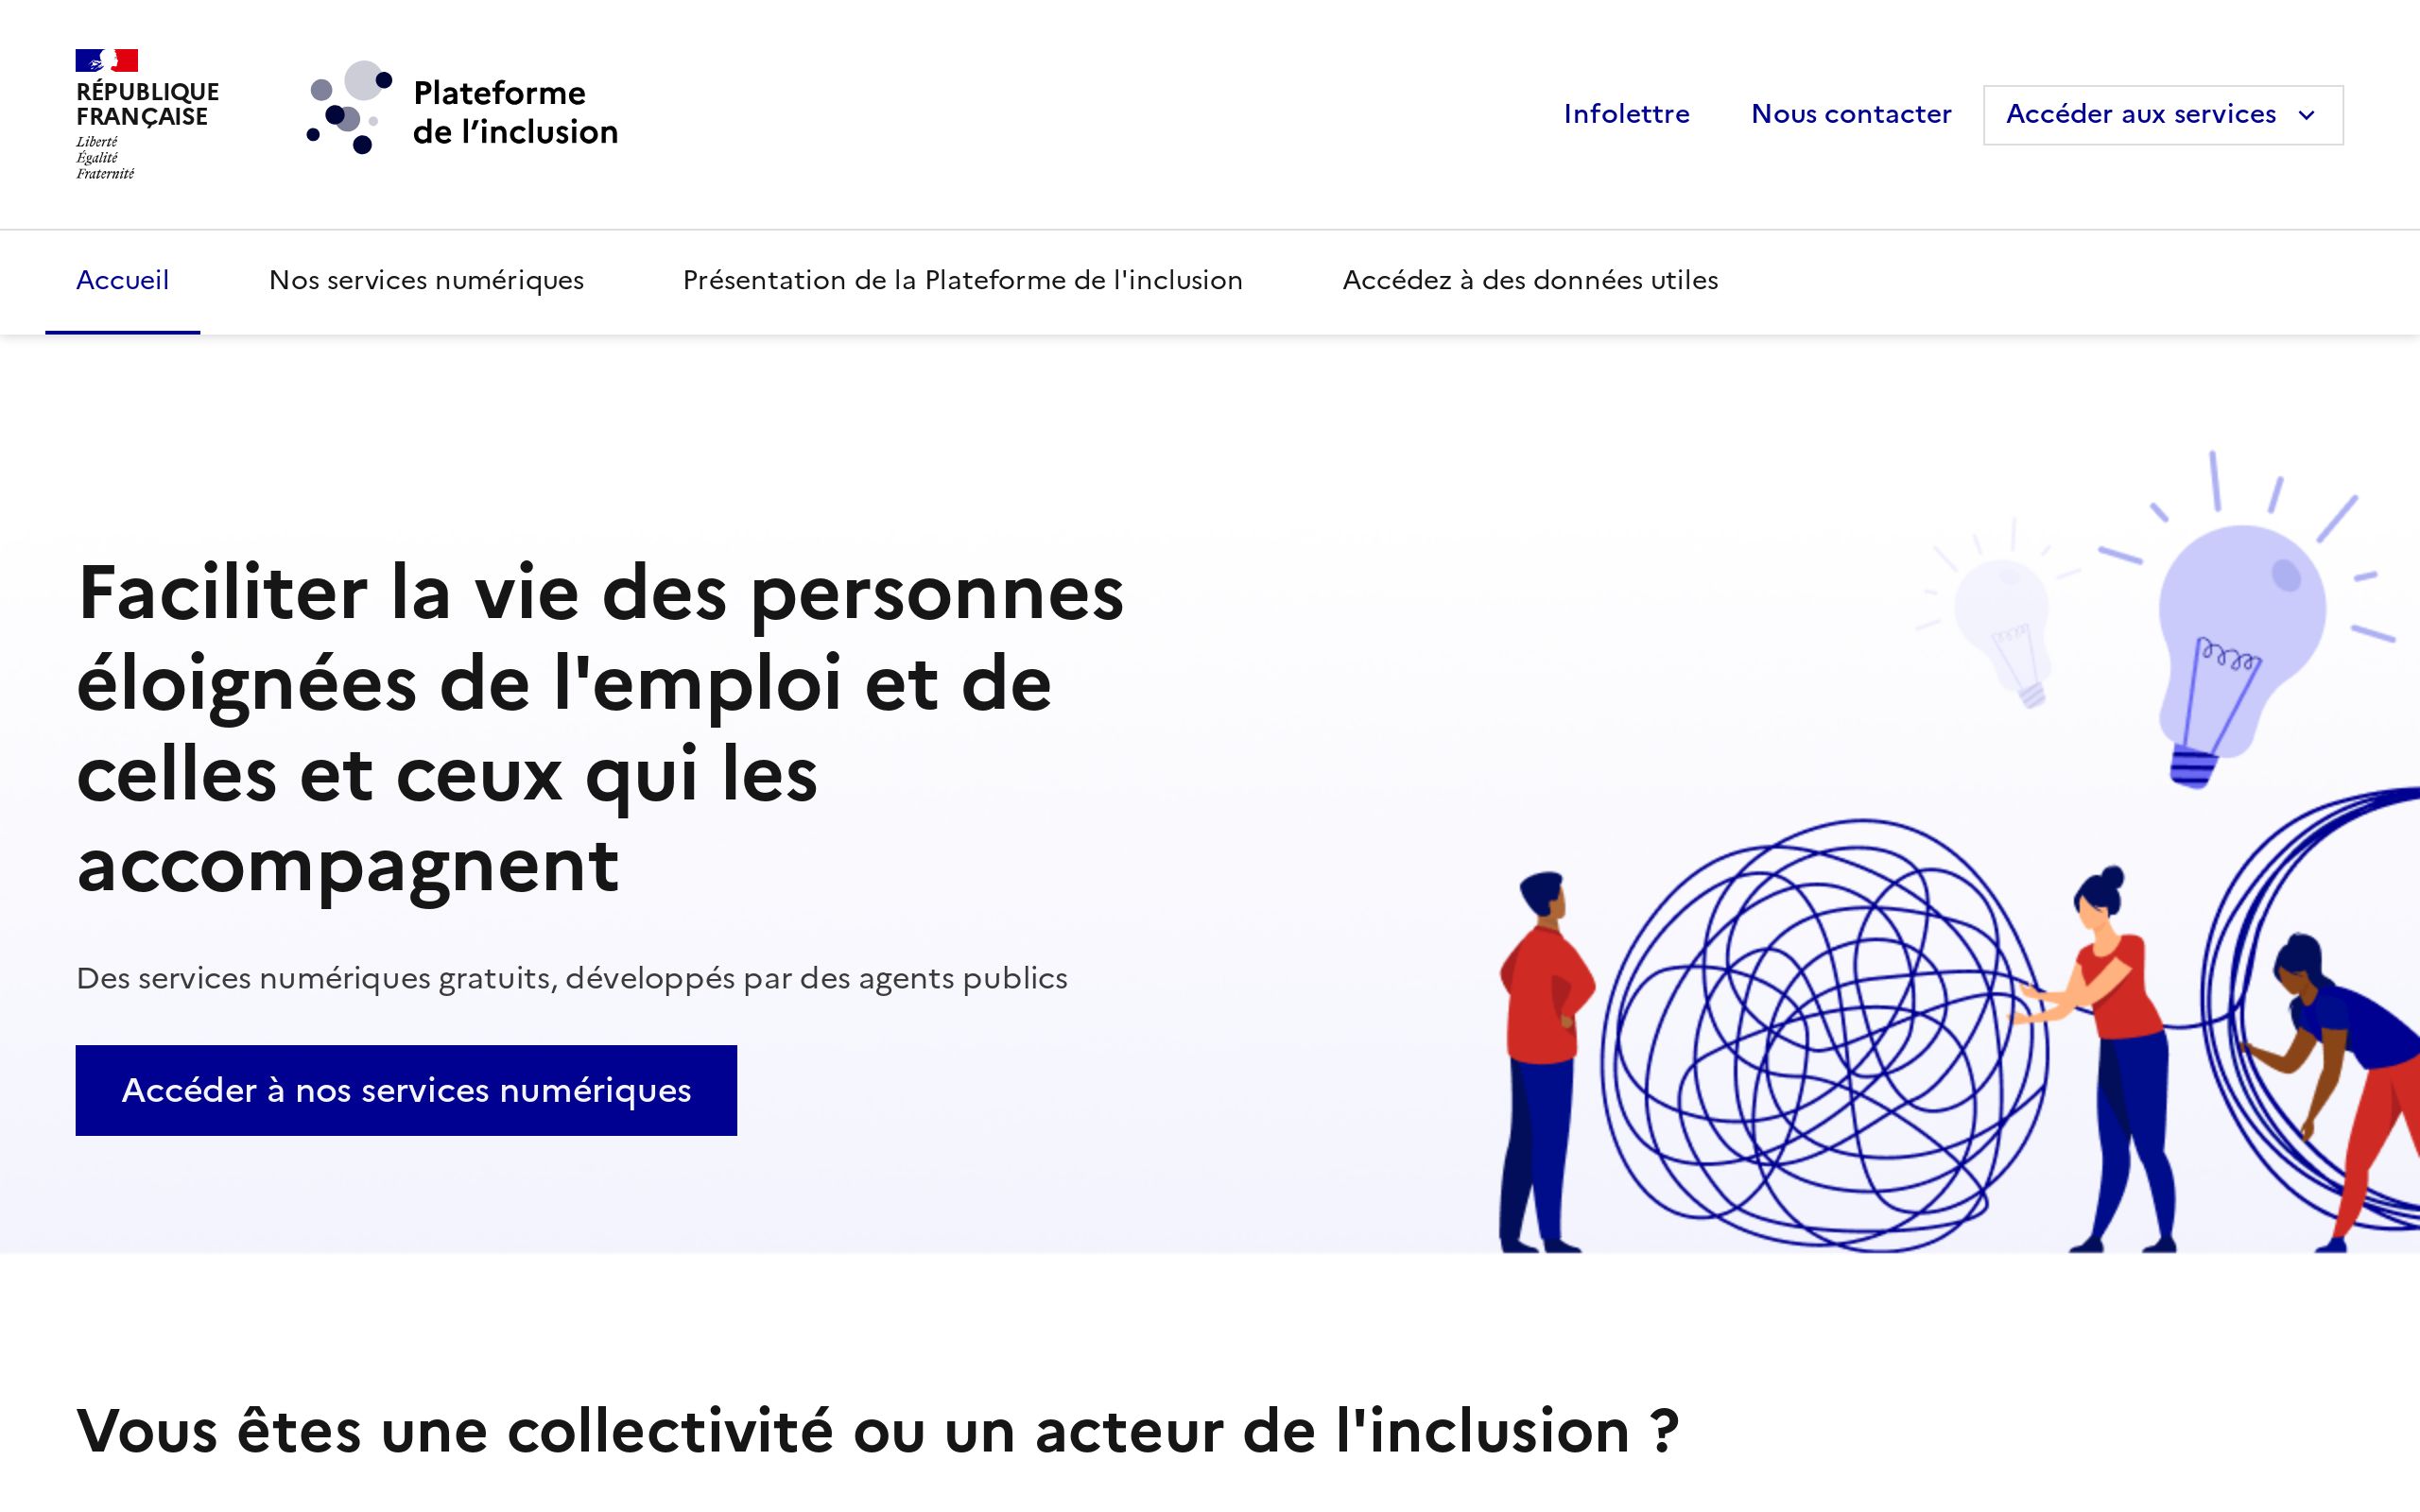 RÉPUBLIQUE
FRANÇAISE
Liberté
Égalité
Fraternité
Plateforme
de l’inclusion
Infolettre
Nous contacter
Accéder aux services
Accueil
Nos services numériques
Présentation de la Plateforme de l'inclusion
Accédez à des données utiles
Faciliter la vie des personnes
éloignées de l'emploi et de
celles et ceux qui les
accompagnent
Des services numériques gratuits, développés par des agents publics
Accéder à nos services numériques
Vous êtes une collectivité ou un acteur de l'inclusion ?